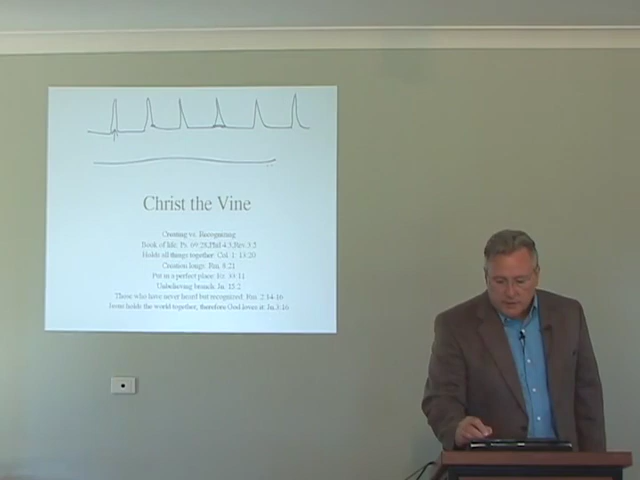 Christ the Vine
Creating vs. Recognizing
Book of life: Ps. 69:28,Phil 4:3,Rev 3:5
Holds all things together: Col. 1: 13:20
Creation longs: Rm. 8:21
Put in a perfect place: Ex. 33:11
Unbelieving branch: Jn. 15:2
Those who have never heard but recognized: Rm. 2:14-16
Jesus holds the world together, therefore God loves it: Jn.3:16